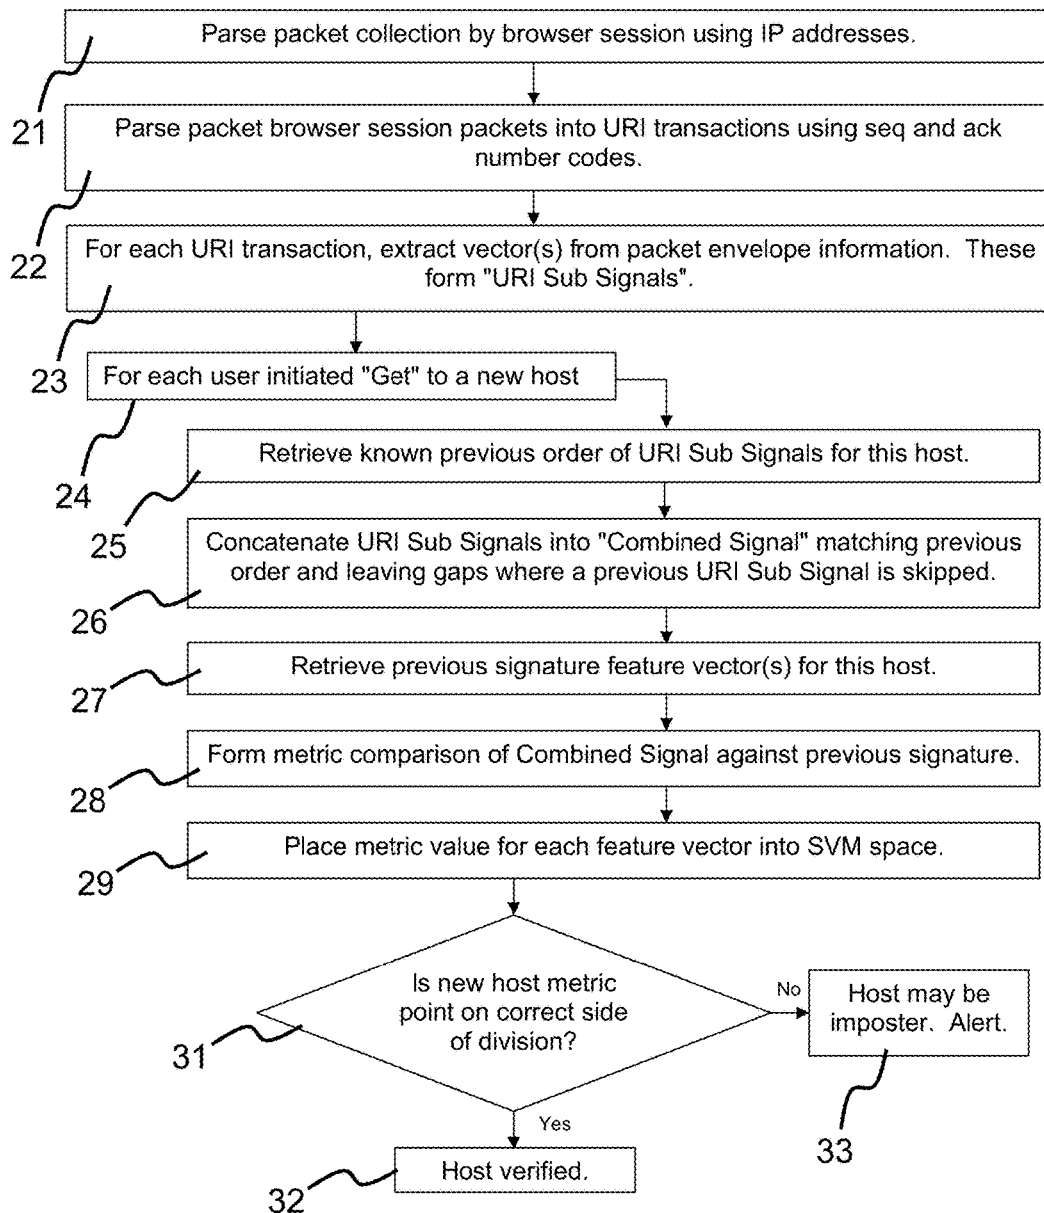 Parse packet collection by browser session using IP addresses.
21
Parse packet browser session packets into URI transactions using seq and ack
number codes.
22
For each URI transaction, extract vector(s) from packet envelope information. These
form "URI Sub Signals".
23
For each user initiated "Get" to a new host
24
Retrieve known previous order of URI Sub Signals for this host.
25
Concatenate URI Sub Signals into "Combined Signal" matching previous
order and leaving gaps where a previous URI Sub Signal is skipped.
26
Retrieve previous signature feature vector(s) for this host.
27
Form metric comparison of Combined Signal against previous signature.
28
Place metric value for each feature vector into SVM space.
29
Is new host metric
point on correct side
of division?
31
No
Host may be
imposter. Alert.
33
Yes
Host verified.
32